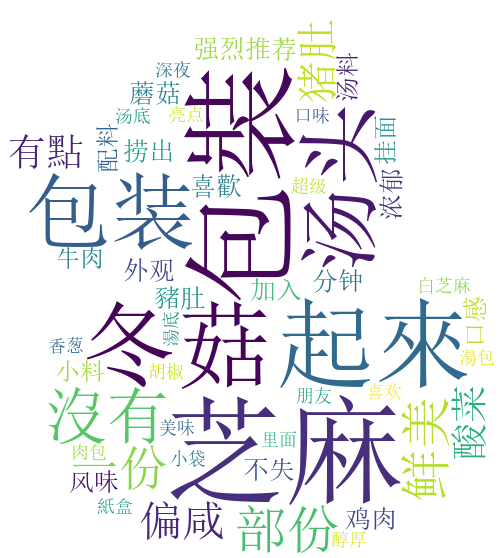 深夜
强烈推荐
猪肚
汤料
蘑菇
汤底
亮点
口味
包裝
汤头
有點
配料
捞出
喜歡
超级
挂面
浓郁
包装
牛肉
外观
分钟
豬肚
加入
白芝麻
口感
湯底
冬菇
起來
香葱
湯包
小料
胡椒
朋友
喜欢
沒有
芝麻
鲜美
酸菜
美味
里面
肉包
一份
小袋
不失
风味
紙盒
偏咸
部份
鸡肉
醇厚